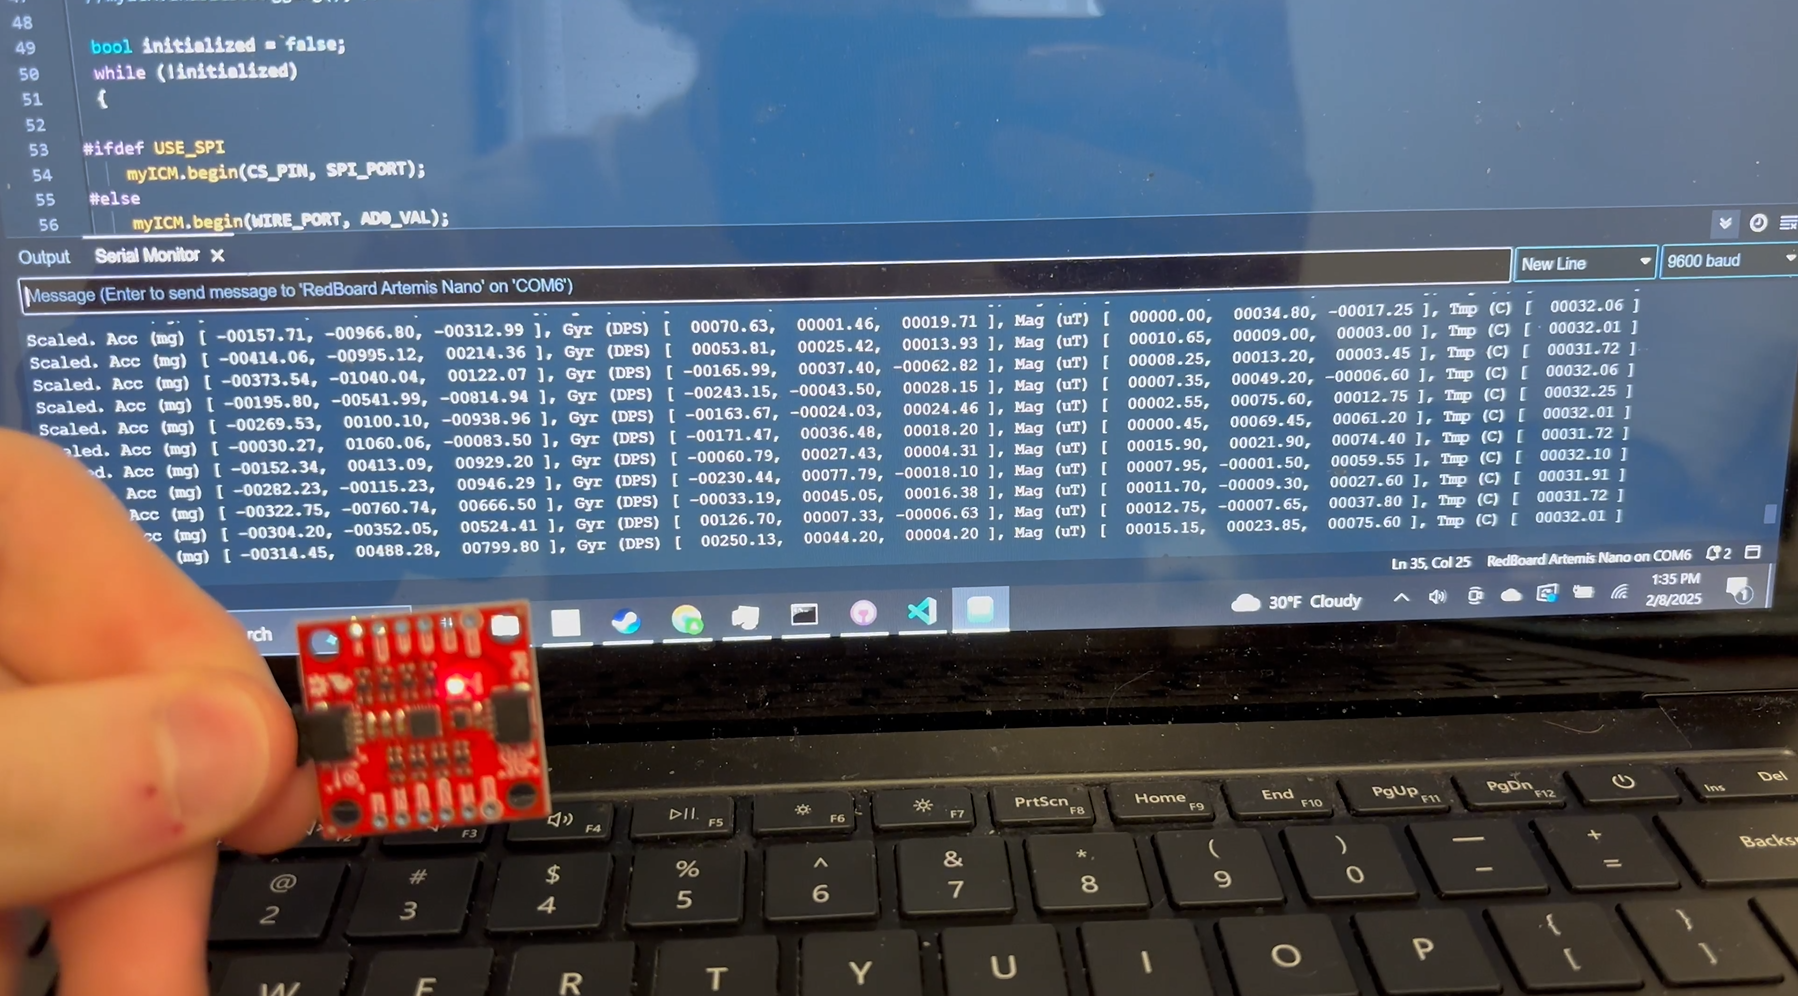 48
49 bool initialized = false;
50 while (!initialized)
51 {
52
53 #ifdef USE_SPI
54 myICM.begin(CS_PIN, SPI_PORT);
55 #else
56 myICM.begin(WIRE_PORT, AD0_VAL);
Output Serial Monitor
Message (Enter to send message to 'RedBoard Artemis Nano' on 'COM6') New Line 9600 baud
Scaled. Acc (mg) [ -00157.71, -00966.80, -00312.99 ], Gyr (DPS) [ 00070.63, 00001.46, 00019.71 ], Mag (uT) [ 00000.00, 00034.80, -00017.25 ], Tmp (C) [ 00032.06 ]
Scaled. Acc (mg) [ -00414.06, -00995.12, 00214.36 ], Gyr (DPS) [ 00053.81, 00025.42, 00013.93 ], Mag (uT) [ 00010.65, 00009.00, 00003.00 ], Tmp (C) [ 00032.01 ]
Scaled. Acc (mg) [ -00373.54, -01040.04, 00122.07 ], Gyr (DPS) [ -00165.99, 00037.40, -00062.82 ], Mag (uT) [ 00008.25, 00013.20, 00003.45 ], Tmp (C) [ 00031.72 ]
Scaled. Acc (mg) [ -00195.80, -00541.99, -00814.94 ], Gyr (DPS) [ -00243.15, -00043.50, 00028.15 ], Mag (uT) [ 00007.35, 00049.20, -00006.60 ], Tmp (C) [ 00032.06 ]
Scaled. Acc (mg) [ -00269.53, 00100.10, -00938.96 ], Gyr (DPS) [ -00163.67, -00024.03, 00024.46 ], Mag (uT) [ 00002.55, 00075.60, 00012.75 ], Tmp (C) [ 00032.25 ]
aled. Acc (mg) [ -00030.27, 01060.06, -00083.50 ], Gyr (DPS) [ -00171.47, 00036.48, 00018.20 ], Mag (uT) [ 00000.45, 00069.45, 00061.20 ], Tmp (C) [ 00032.01 ]
d. Acc (mg) [ -00152.34, 00413.09, 00929.20 ], Gyr (DPS) [ -00060.79, 00027.43, 00004.31 ], Mag (uT) [ 00015.90, 00021.90, 00074.40 ], Tmp (C) [ 00031.72 ]
Acc (mg) [ -00282.23, -00115.23, 00946.29 ], Gyr (DPS) [ -00230.44, 00077.79, -00018.10 ], Mag (uT) [ 00007.95, -00001.50, 00059.55 ], Tmp (C) [ 00032.10 ]
Acc (mg) [ -00322.75, -00760.74, 00666.50 ], Gyr (DPS) [ -00033.19, 00045.05, 00016.38 ], Mag (uT) [ 00011.70, -00009.30, 00027.60 ], Tmp (C) [ 00031.91 ]
cc (mg) [ -00304.20, -00352.05, 00524.41 ], Gyr (DPS) [ 00126.70, 00007.33, -00006.63 ], Mag (uT) [ 00012.75, -00007.65, 00037.80 ], Tmp (C) [ 00031.72 ]
(mg) [ -00314.45, 00488.28, 00799.80 ], Gyr (DPS) [ 00250.13, 00044.20, 00004.20 ], Mag (uT) [ 00015.15, 00023.85, 00075.60 ], Tmp (C) [ 00032.01 ]
Ln 35, Col 25 RedBoard Artemis Nano on COM6 2
rch 30°F Cloudy 1:35 PM
2/8/2025 1
F3 F4 F5 F6 F7 PrtScn F8 Home F9 End F10 PgUp F11 PgDn F12 Ins Del
@ # $ % ^ & * ( ) — +
2 3 4 5 6 7 8 9 0 - = Backs
W E R T Y U I O P { [ } ]